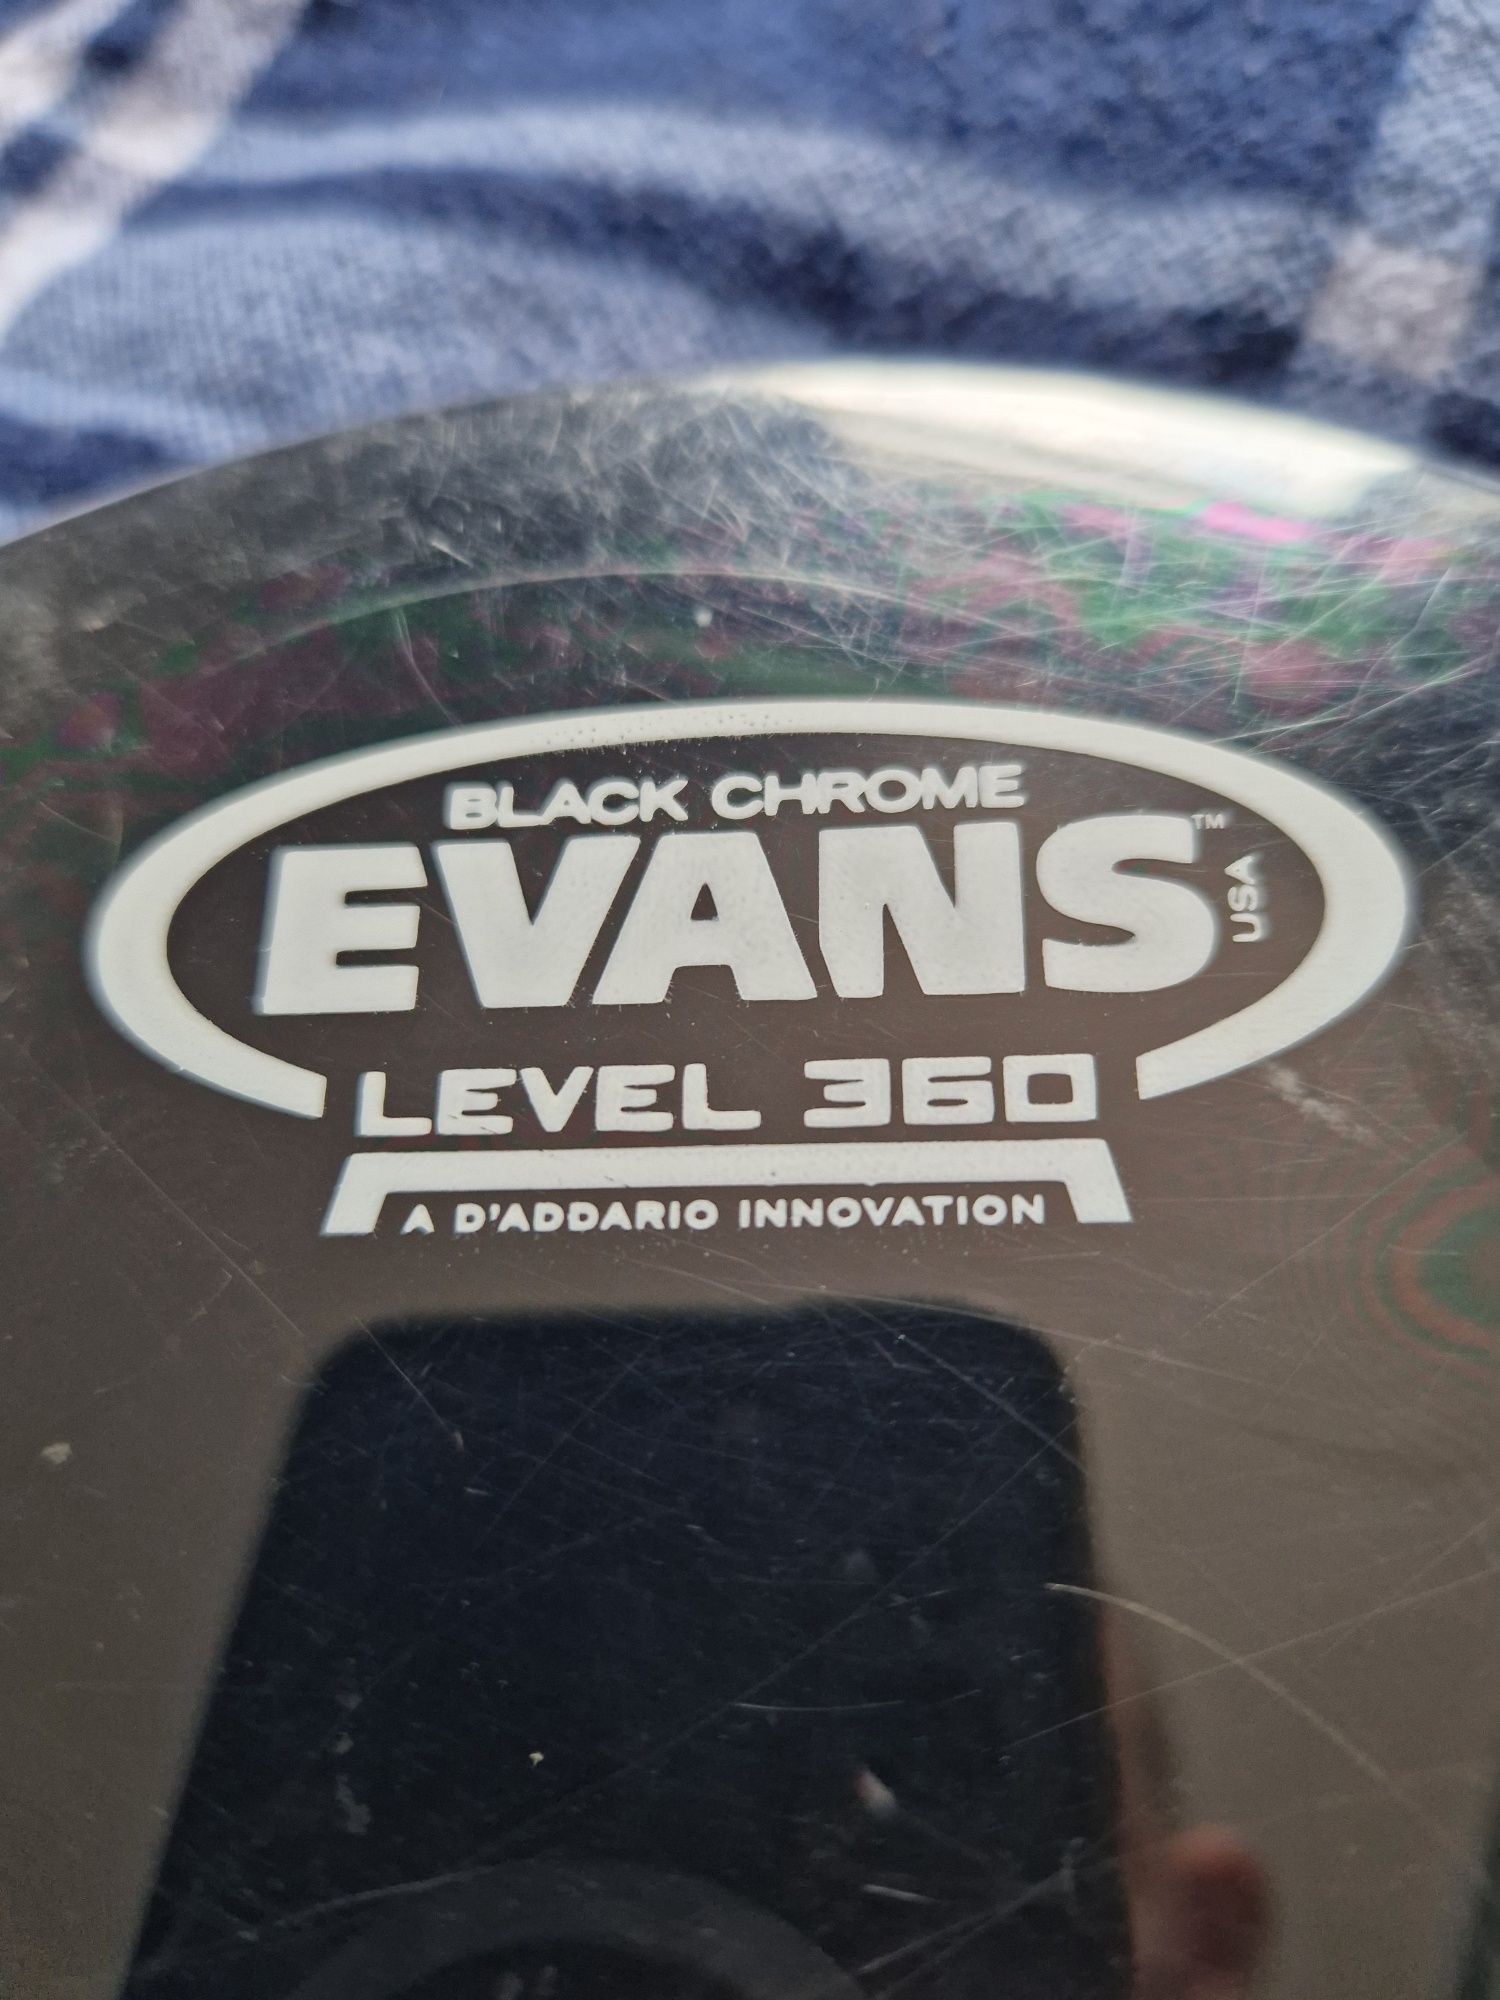 BLACK CHROME
EVANS™
USA
LEVEL 360
A D'ADDARIO INNOVATION